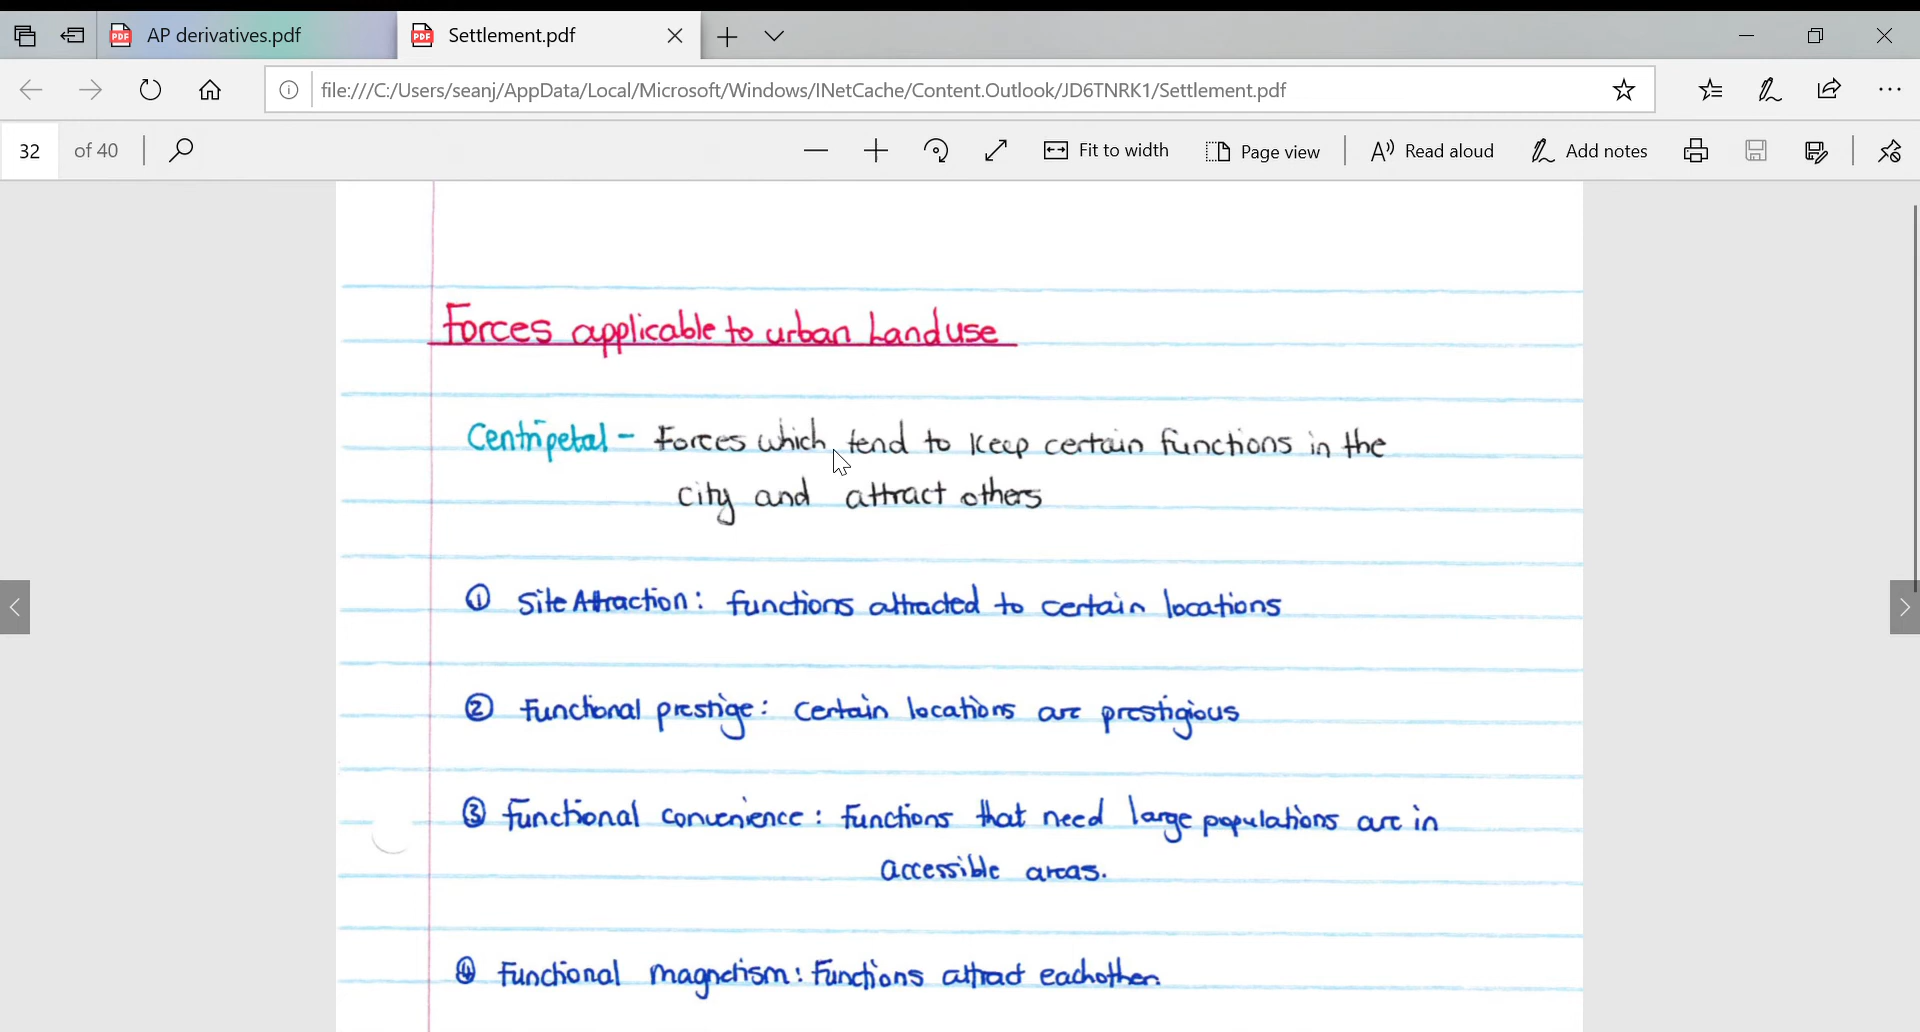 AP derivatives.pdf
Settlement.pdf
file:///C:/Users/seanj/AppData/Local/Microsoft/Windows/INetCache/Content.Outlook/JD6TNRK1/Settlement.pdf
32 of 40
Fit to width
Page view
Read aloud
Add notes
Forces applicable to urban Land use
Centripetal - Forces which tend to keep certain functions in the
city and attract others
① Site Attraction: functions attracted to certain locations
② Functional prestige: certain locations are prestigious
③ Functional convenience: Functions that need large populations are in
accessible areas.
④ Functional magnetism: Functions attract eachother.